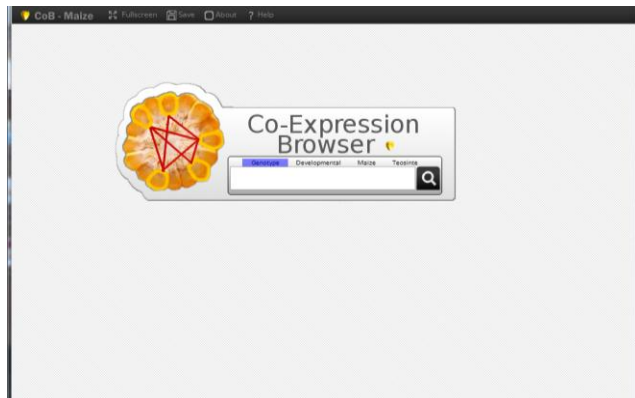 CoB - Maize Fullscreen Save About ? Help
Co-Expression
Browser
Genotype Developmental Maize Teosinte